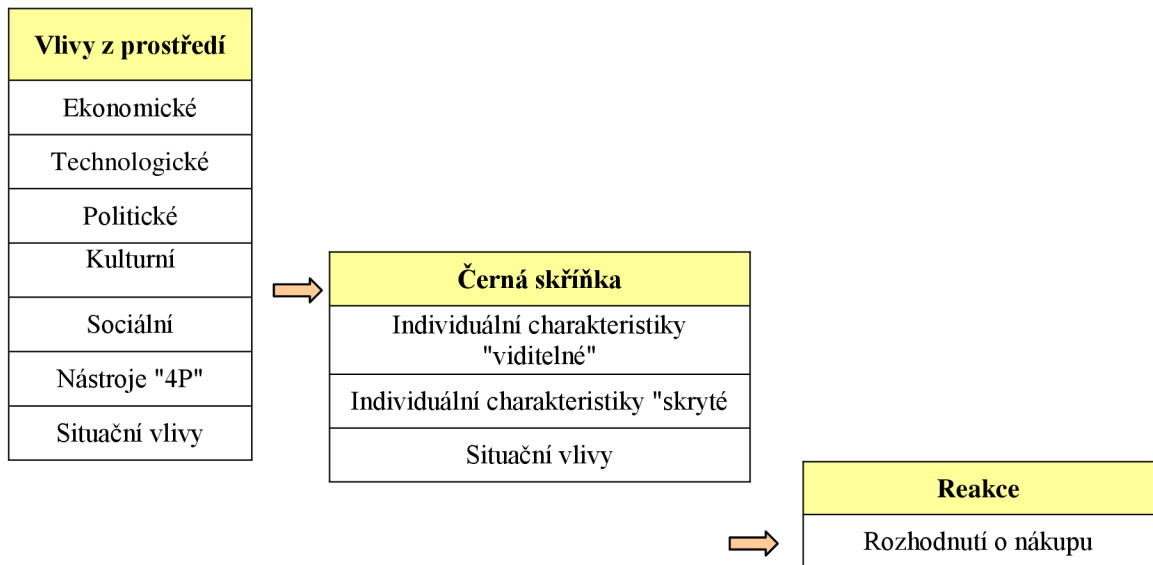 Vlivy z prostředí
Ekonomické
Technologické
Politické
Kulturní
Sociální
Nástroje "4P"
Situační vlivy
Černá skříňka
Individuální charakteristiky
"viditelné"
Individuální charakteristiky "skryté
Situační vlivy
Reakce
Rozhodnutí o nákupu